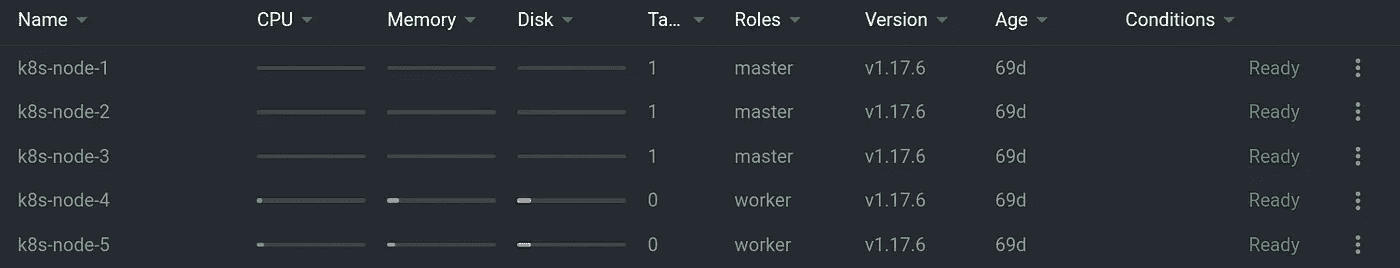 Name CPU Memory Disk Ta... Roles Version Age Conditions
k8s-node-1 1 master v1.17.6 69d Ready
k8s-node-2 1 master v1.17.6 69d Ready
k8s-node-3 1 master v1.17.6 69d Ready
k8s-node-4 0 worker v1.17.6 69d Ready
k8s-node-5 0 worker v1.17.6 69d Ready